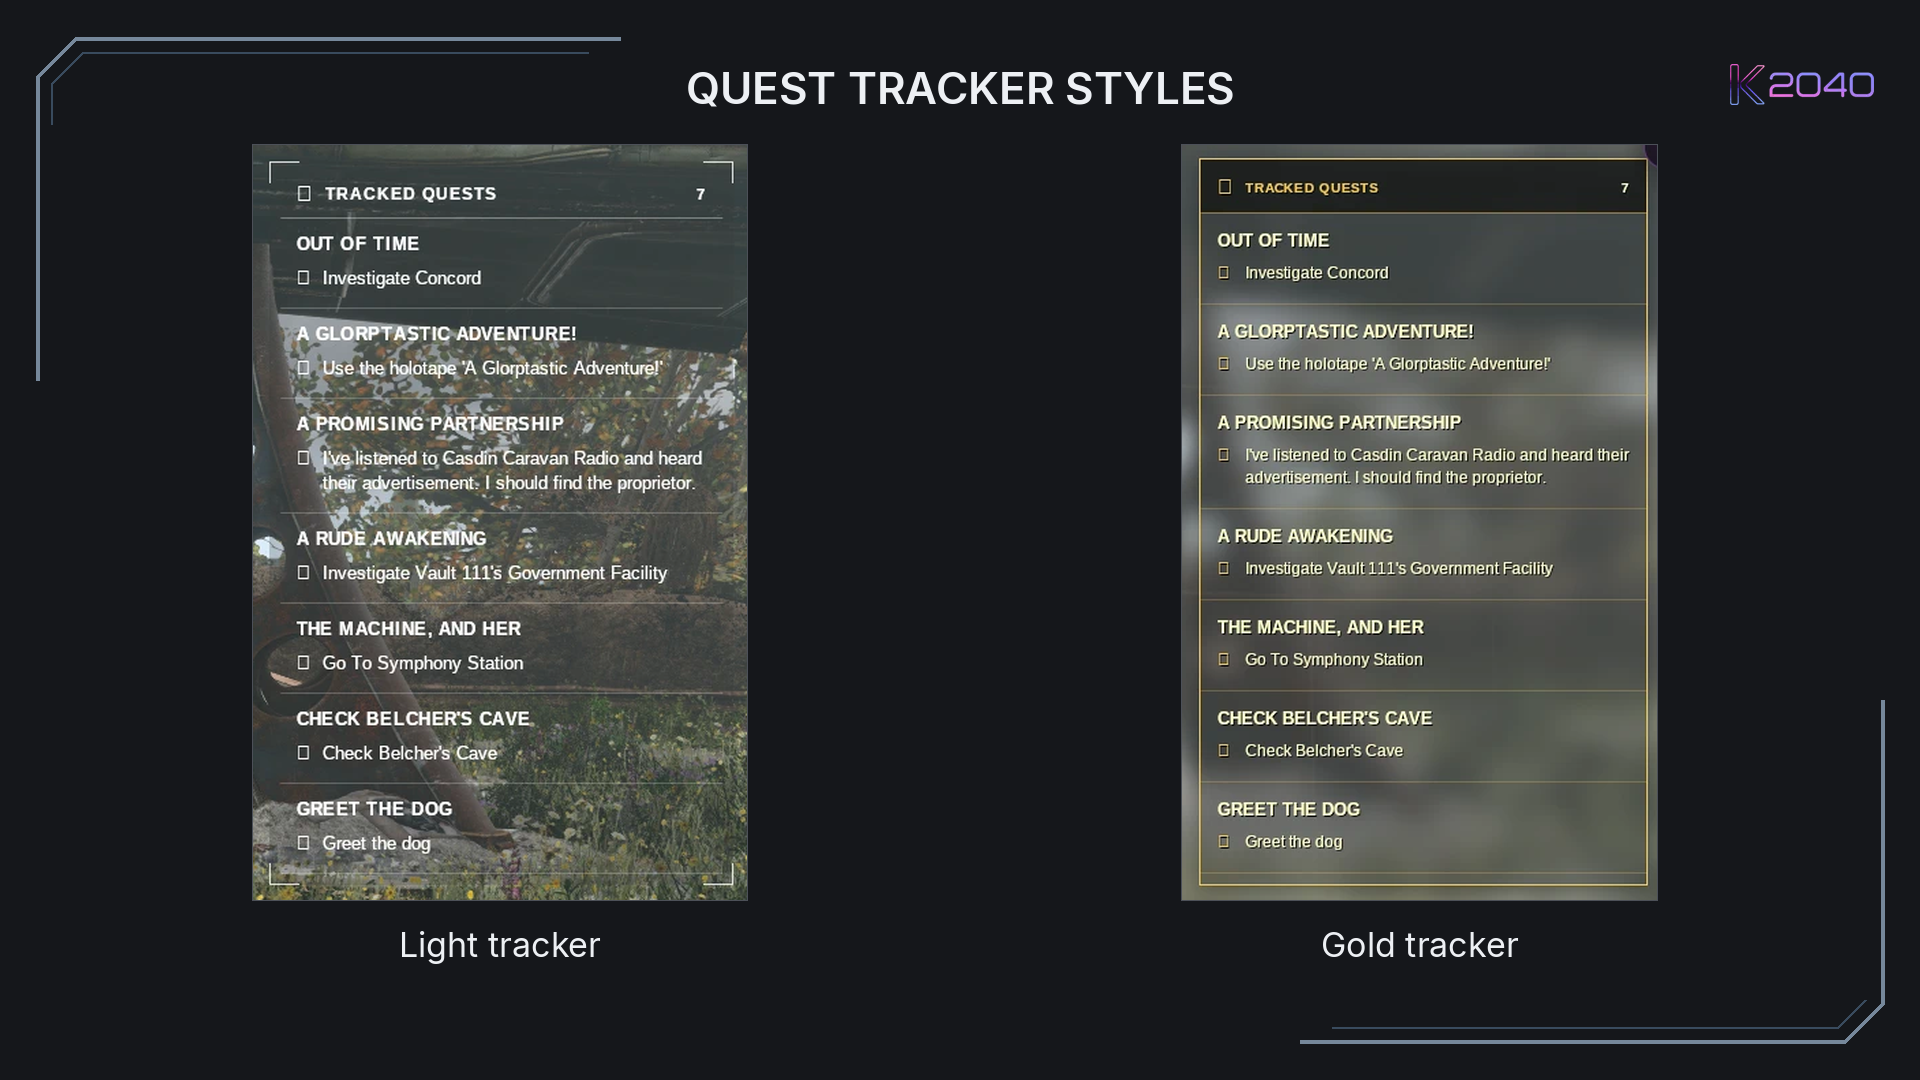 QUEST TRACKER STYLES
K2040
TRACKED QUESTS 7
OUT OF TIME
Investigate Concord
A GLORPTASTIC ADVENTURE!
Use the holotape 'A Glorptastic Adventure!'
A PROMISING PARTNERSHIP
I've listened to Casdin Caravan Radio and heard
their advertisement. I should find the proprietor.
A RUDE AWAKENING
Investigate Vault 111's Government Facility
THE MACHINE, AND HER
Go To Symphony Station
CHECK BELCHER'S CAVE
Check Belcher's Cave
GREET THE DOG
Greet the dog
Light tracker
TRACKED QUESTS 7
OUT OF TIME
Investigate Concord
A GLORPTASTIC ADVENTURE!
Use the holotape 'A Glorptastic Adventure!'
A PROMISING PARTNERSHIP
I've listened to Casdin Caravan Radio and heard their
advertisement. I should find the proprietor.
A RUDE AWAKENING
Investigate Vault 111's Government Facility
THE MACHINE, AND HER
Go To Symphony Station
CHECK BELCHER'S CAVE
Check Belcher's Cave
GREET THE DOG
Greet the dog
Gold tracker